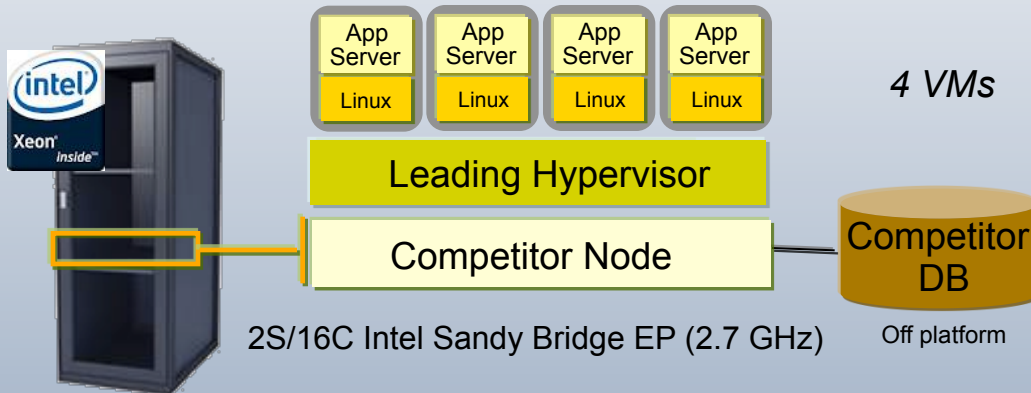 App
Server
App
Server
App
Server
App
Server
Linux
Linux
Linux
Linux
4 VMs
intel
Xeon®
inside™
Leading Hypervisor
Competitor Node
Competitor
DB
2S/16C Intel Sandy Bridge EP (2.7 GHz)
Off platform